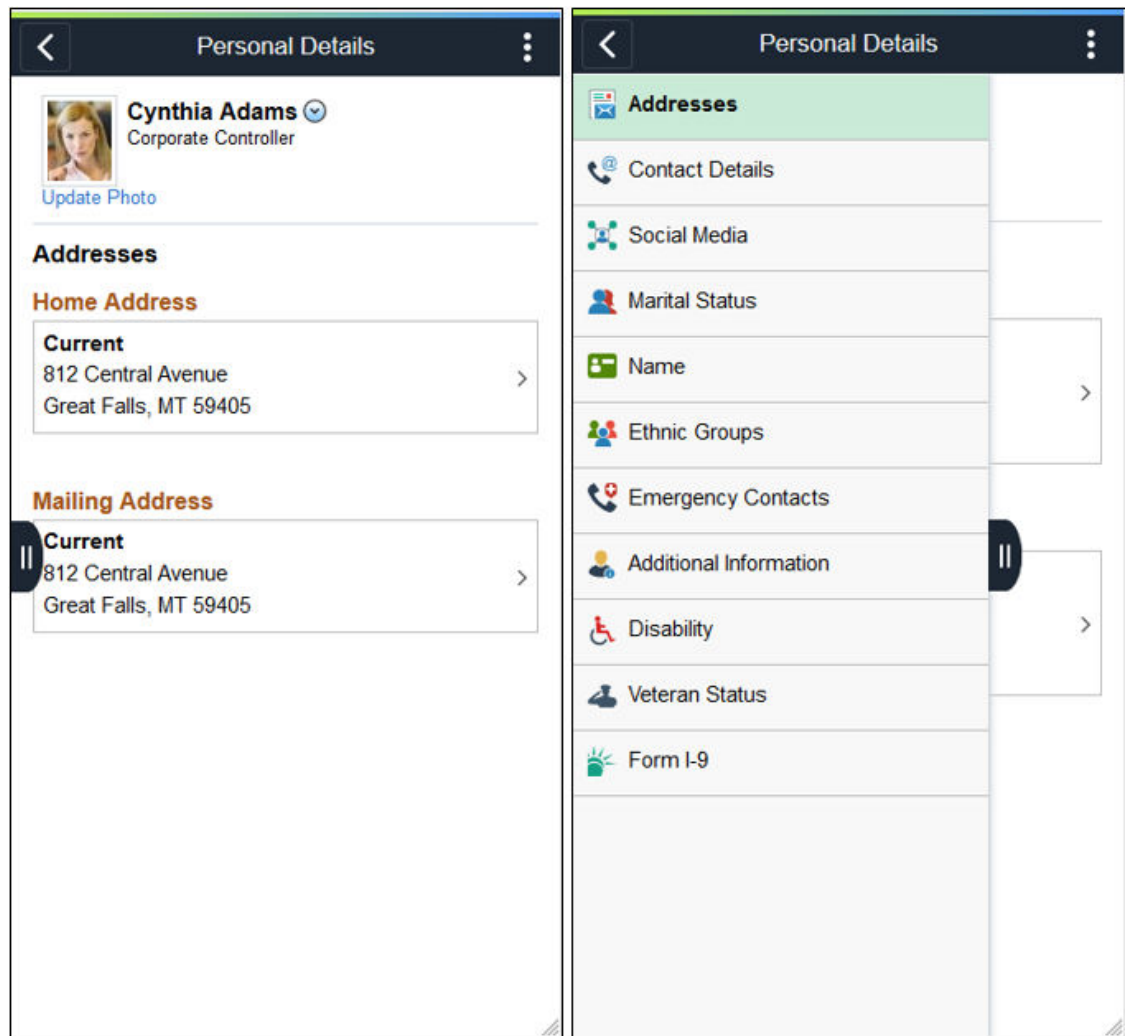 Personal Details
Cynthia Adams
Corporate Controller
Update Photo
Addresses
Home Address
Current
812 Central Avenue
Great Falls, MT 59405
Mailing Address
Current
812 Central Avenue
Great Falls, MT 59405
Personal Details
Addresses
Contact Details
Social Media
Marital Status
Name
Ethnic Groups
Emergency Contacts
Additional Information
Disability
Veteran Status
Form I-9